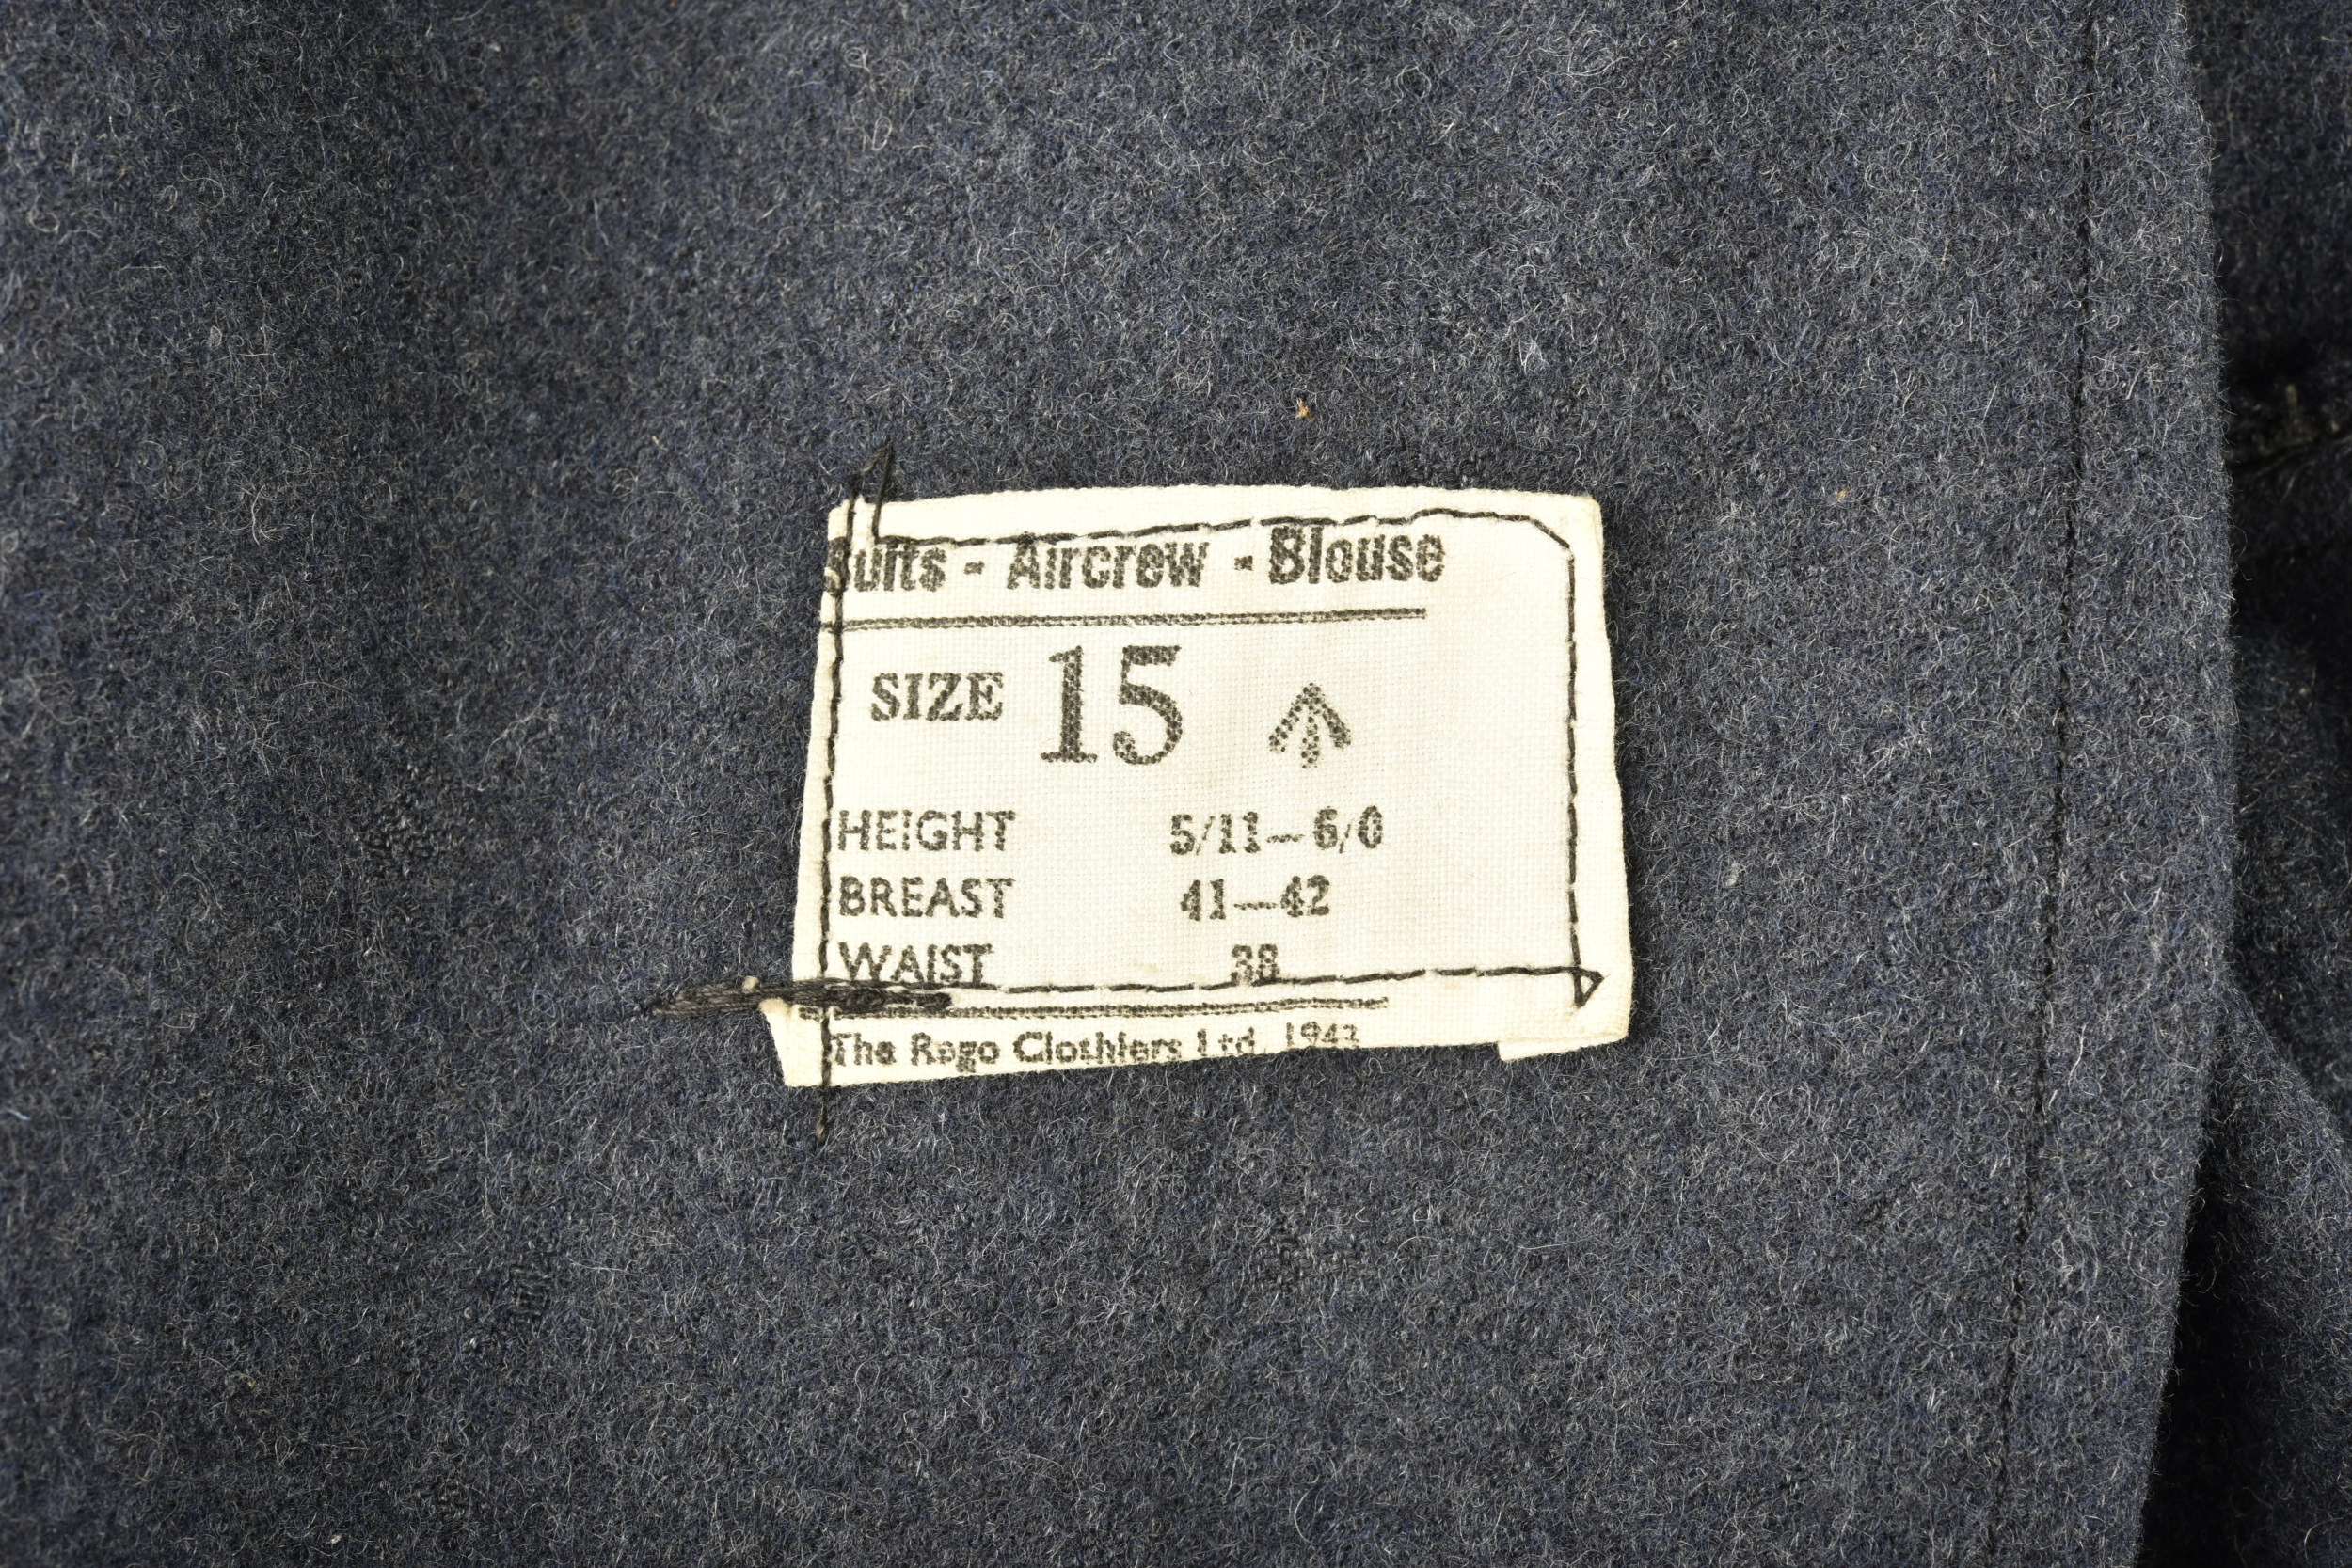 Suits - Aircrew - Blouse
SIZE 15
HEIGHT 5/11—6/0
BREAST 41—42
WAIST 38
The Rego Clothiers Ltd. 1943